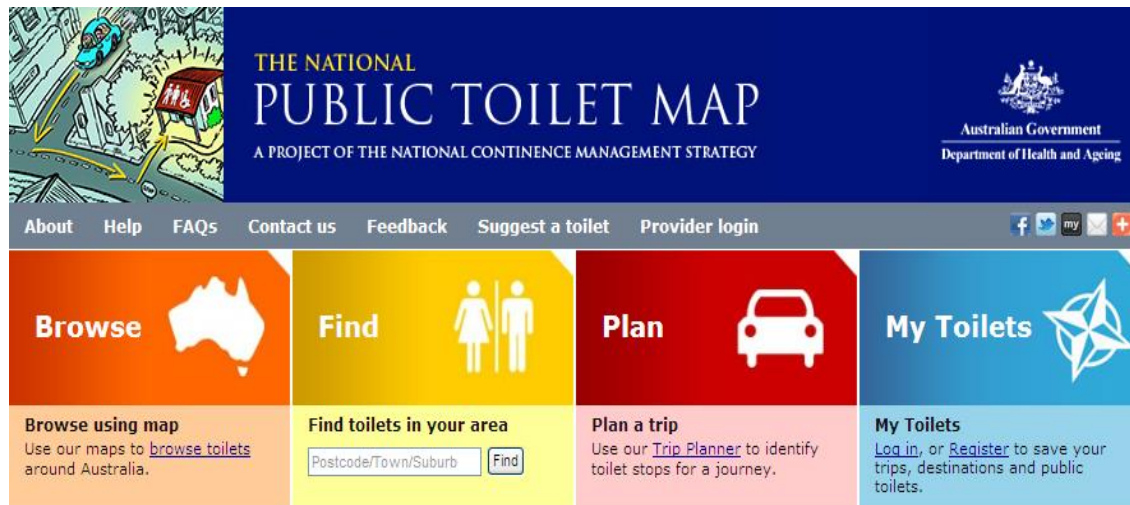 THE NATIONAL
PUBLIC TOILET MAP
A PROJECT OF THE NATIONAL CONTINENCE MANAGEMENT STRATEGY
Australian Government
Department of Health and Ageing
About Help FAQs Contact us Feedback Suggest a toilet Provider login
my
Browse
Find
Plan
My Toilets
Browse using map
Use our maps to browse toilets
around Australia.
Find toilets in your area
Postcode/Town/Suburb Find
Plan a trip
Use our Trip Planner to identify
toilet stops for a journey.
My Toilets
Log in, or Register to save your
trips, destinations and public
toilets.